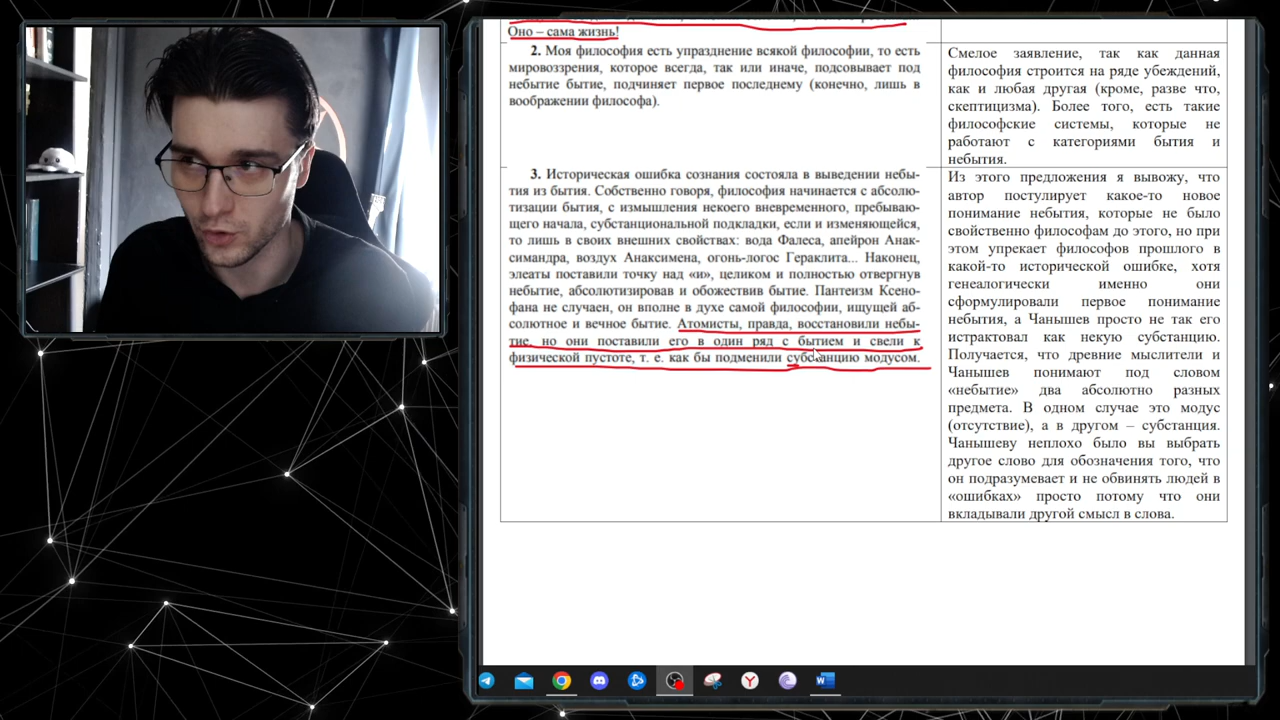 Оно – сама жизнь!
2. Моя философия есть упразднение всякой философии, то есть
мировоззрения, которое всегда, так или иначе, подсовывает под
небытие бытие, подчиняет первое последнему (конечно, лишь в
воображении философа).
Смелое заявление, так как данная
философия строится на ряде убеждений,
как и любая другая (кроме, разве что,
скептицизма). Более того, есть такие
философские системы, которые не
работают с категориями бытия и
небытия.
3. Историческая ошибка сознания состояла в выведении небы-
тия из бытия. Собственно говоря, философия начинается с абсолю-
тизации бытия, с измышления некоего вневременного, пребываю-
щего начала, субстанциональной подкладки, если и изменяющейся,
то лишь в своих внешних свойствах: вода Фалеса, апейрон Анак-
симандра, воздух Анаксимена, огонь-логос Гераклита... Наконец,
элеаты поставили точку над «и», целиком и полностью отвергнув
небытие, абсолютизировав и обожествив бытие. Пантеизм Ксено-
фана не случаен, он вполне в духе самой философии, ищущей аб-
солютное и вечное бытие. Атомисты, правда, восстановили небы-
тие, но они поставили его в один ряд с бытием и свели к
физической пустоте, т. е. как бы подменили субстанцию модусом.
Из этого предложения я вывожу, что
автор постулирует какое-то новое
понимание небытия, которые не было
свойственно философам до этого, но при
этом упрекает философов прошлого в
какой-то исторической ошибке, хотя
генеалогически именно они
сформулировали первое понимание
небытия, а Чанышев просто не так его
истрактовал как некую субстанцию.
Получается, что древние мыслители и
Чанышев понимают под словом
«небытие» два абсолютно разных
предмета. В одном случае это модус
(отсутствие), а в другом – субстанция.
Чанышеву неплохо было вы выбрать
другое слово для обозначения того, что
он подразумевает и не обвинять людей в
«ошибках» просто потому что они
вкладывали другой смысл в слова.